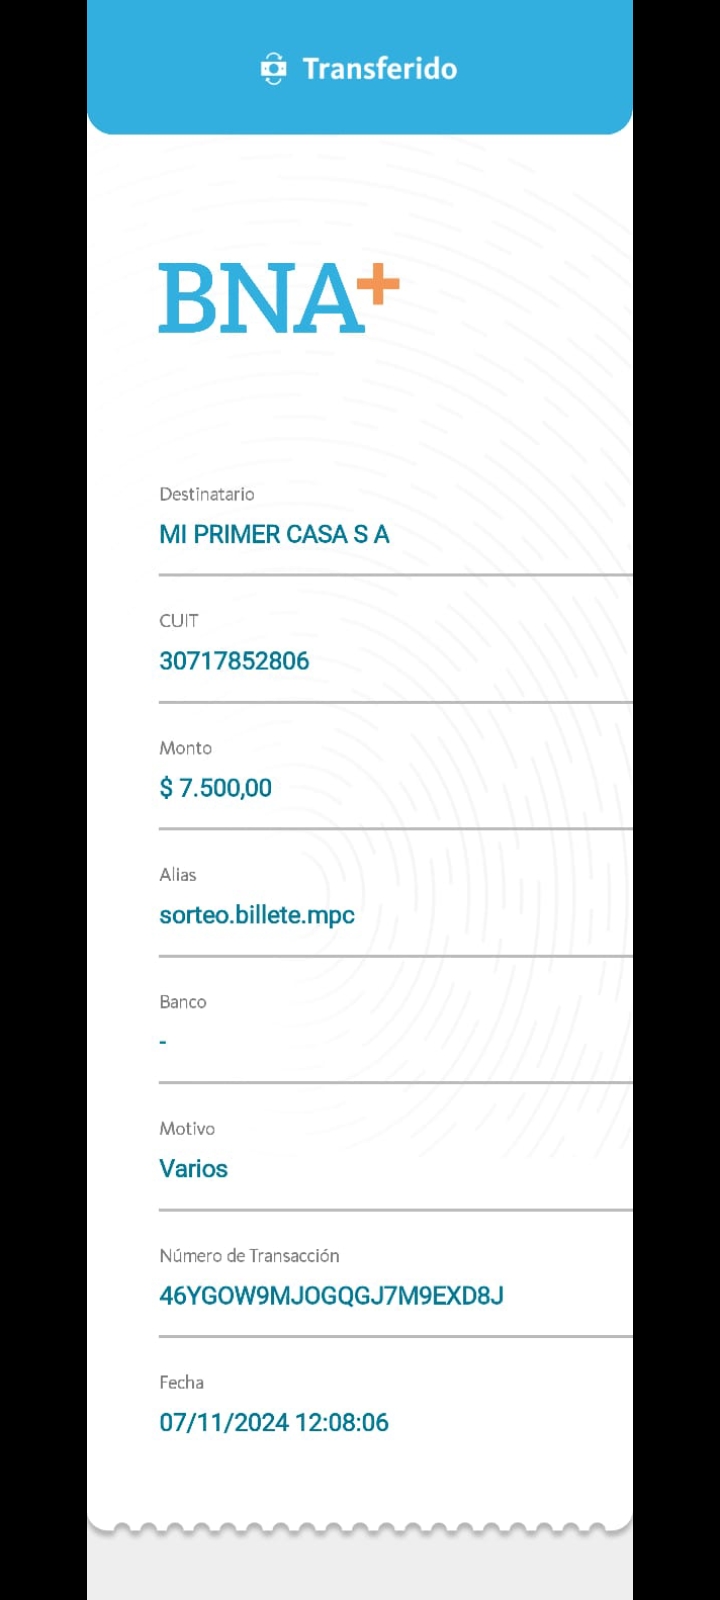 Transferido
BNA+
Destinatario
MI PRIMER CASA S A
CUIT
30717852806
Monto
$ 7.500,00
Alias
sorteo.billete.mpc
Banco
-
Motivo
Varios
Número de Transacción
46YGOW9MJOGQGJ7M9EXD8J
Fecha
07/11/2024 12:08:06